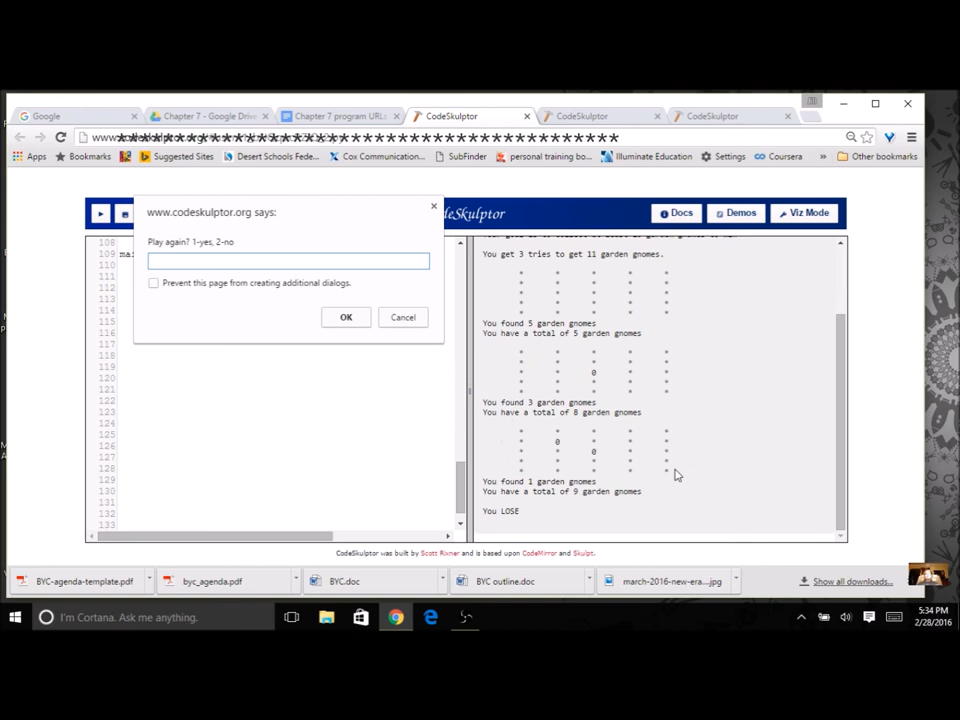 Google
Chapter 7 - Google Drive
Chapter 7 program URLs
CodeSkulptor
CodeSkulptor
CodeSkulptor
Apps
Bookmarks
Suggested Sites
Desert Schools Fede...
Cox Communication...
SubFinder
personal training bo...
Illuminate Education
Settings
Coursera
»
Other bookmarks
www.codeskulptor.org says:
Play again? 1-yes, 2-no
Prevent this page from creating additional dialogs.
OK
Cancel
deSkulptor
Docs
Demos
Viz Mode
108
109 mai
110
111
112
113
114
115
116
117
118
119
120
121
122
123
124
125
126
127
128
129
130
131
132
133
You get 3 tries to get 11 garden gnomes.
* * * * *
* * * * *
* * * * *
* * * * *
* * * * *
You found 5 garden gnomes
You have a total of 5 garden gnomes
* * * * *
* * * * *
* * 0 * *
* * * * *
* * * * *
You found 3 garden gnomes
You have a total of 8 garden gnomes
* * * * *
* 0 * * *
* * 0 * *
* * * * *
* * * * *
You found 1 garden gnomes
You have a total of 9 garden gnomes
You LOSE
CodeSkulptor was built by Scott Rixner and is based upon CodeMirror and Skulpt.
BYC-agenda-template.pdf
byc_agenda.pdf
BYC.doc
BYC outline.doc
march-2016-new-era....jpg
Show all downloads...
I'm Cortana. Ask me anything.
5:34 PM
2/28/2016